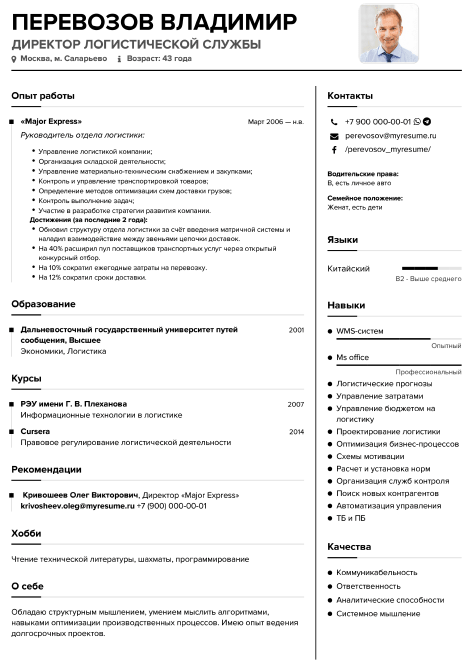 ПЕРЕВОЗОВ ВЛАДИМИР
ДИРЕКТОР ЛОГИСТИЧЕСКОЙ СЛУЖБЫ
Москва, м. Саларьево Возраст: 43 года
Опыт работы
«Major Express» Март 2006 — н.в.
Руководитель отдела логистики:
Управление логистикой компании;
Организация складской деятельности;
Управление материально-техническим снабжением и закупками;
Контроль и управление транспортировкой товаров;
Определение методов оптимизации схем доставки грузов;
Контроль выполнение задач;
Участие в разработке стратегии развития компании.
Достижения (за последние 2 года):
Обновил структуру отдела логистики за счёт введения матричной системы и
наладил взаимодействие между звеньями цепочки доставок.
На 40% расширил пул поставщиков транспортных услуг через открытый
конкурсный отбор.
На 10% сократил ежегодные затраты на перевозку.
На 12% сократил сроки доставки.
Образование
Дальневосточный государственный университет путей 2001
сообщения, Высшее
Экономики, Логистика
Курсы
РЭУ имени Г. В. Плеханова 2007
Информационные технологии в логистике
Cursera 2014
Правовое регулирование логистической деятельности
Рекомендации
Кривошеев Олег Викторович, Директор «Major Express»
krivosheev.oleg@myresume.ru +7 (900) 000-00-01
Хобби
Чтение технической литературы, шахматы, программирование
О себе
Обладаю структурным мышлением, умением мыслить алгоритмами,
навыками оптимизации производственных процессов. Имею опыт ведения
долгосрочных проектов.
Контакты
+7 900 000-00-01
perevosov@myresume.ru
/perevozov_myresume/
Водительские права:
В, есть личное авто
Семейное положение:
Женат, есть дети
Языки
Китайский
B2 - Выше среднего
Навыки
WMS-систем
Опытный
Ms office
Профессиональный
Логистические прогнозы
Управление затратами
Управление бюджетом на
логистику
Проектирование логистики
Оптимизация бизнес-процессов
Схемы мотивации
Расчет и установка норм
Организация служб контроля
Поиск новых контрагентов
Автоматизация управления
ТБ и ПБ
Качества
Коммуникабельность
Ответственность
Аналитические способности
Системное мышление